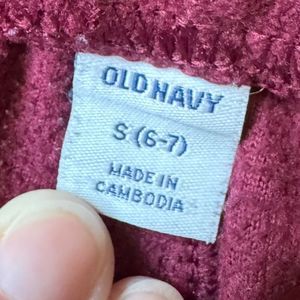 OLD NAVY
S (6-7)
MADE IN
CAMBODIA